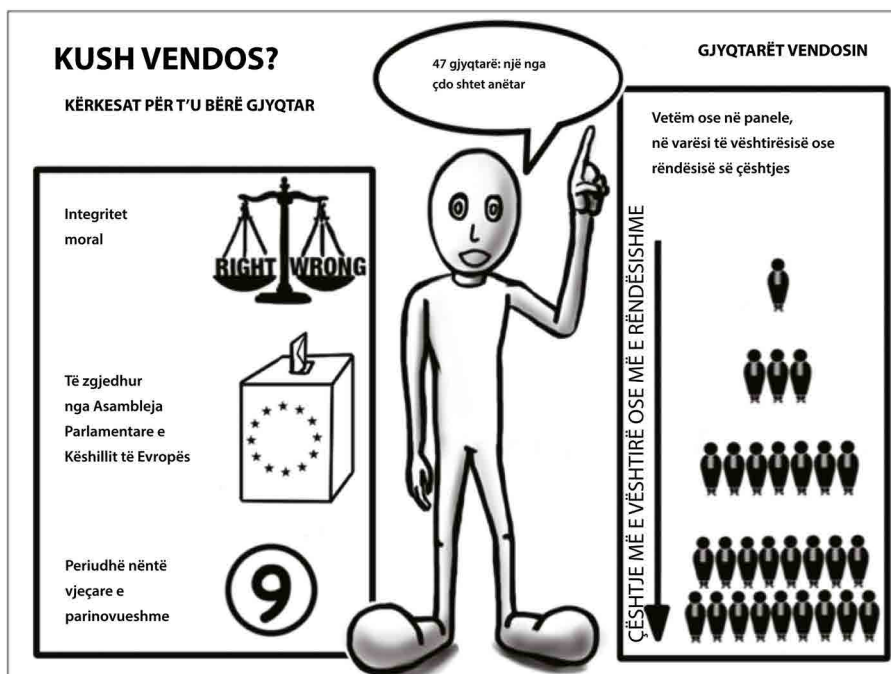 KUSH VENDOS?
KËRKESAT PËR T’U BËRË GJYQTAR
47 gjyqtarë: një nga
çdo shtet anëtar
GJYQTARËT VENDOSIN
Integritet
moral
RIGHT WRONG
Të zgjedhur
nga Asambleja
Parlamentare e
Këshillit të Evropës
Periudhë nëntë
vjeçare e
parinovueshme
9
Vetëm ose në panele,
në varësi të vështirësisë ose
rëndësisë së çështjes
ÇËSHTJE MË E VËSHTIRË OSE MË E RËNDËSISHME